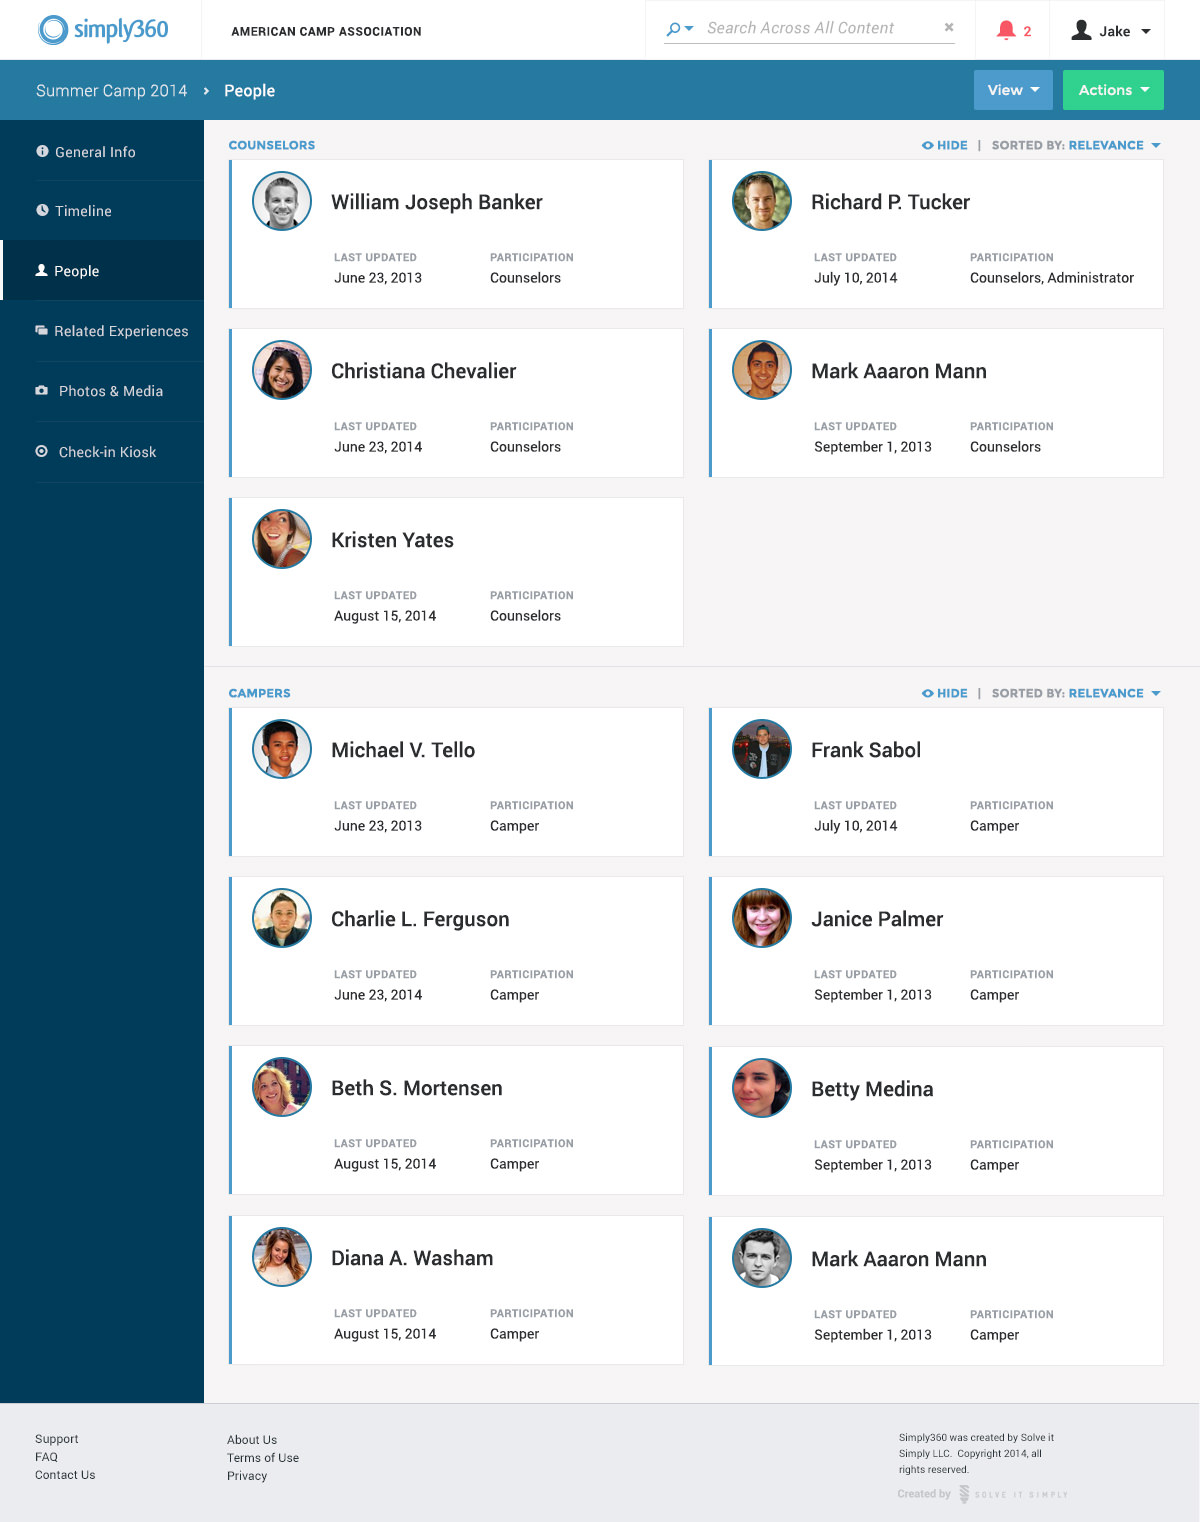 simply360
AMERICAN CAMP ASSOCIATION
Search Across All Content
2
Jake
Summer Camp 2014 › People
View
Actions
General Info
Timeline
People
Related Experiences
Photos & Media
Check-in Kiosk
COUNSELORS
HIDE | SORTED BY: RELEVANCE
William Joseph Banker
LAST UPDATED PARTICIPATION
June 23, 2013 Counselors
Richard P. Tucker
LAST UPDATED PARTICIPATION
July 10, 2014 Counselors, Administrator
Christiana Chevalier
LAST UPDATED PARTICIPATION
June 23, 2014 Counselors
Mark Aaaron Mann
LAST UPDATED PARTICIPATION
September 1, 2013 Counselors
Kristen Yates
LAST UPDATED PARTICIPATION
August 15, 2014 Counselors
CAMPERS
HIDE | SORTED BY: RELEVANCE
Michael V. Tello
LAST UPDATED PARTICIPATION
June 23, 2013 Camper
Frank Sabol
LAST UPDATED PARTICIPATION
July 10, 2014 Camper
Charlie L. Ferguson
LAST UPDATED PARTICIPATION
June 23, 2014 Camper
Janice Palmer
LAST UPDATED PARTICIPATION
September 1, 2013 Camper
Beth S. Mortensen
LAST UPDATED PARTICIPATION
August 15, 2014 Camper
Betty Medina
LAST UPDATED PARTICIPATION
September 1, 2013 Camper
Diana A. Washam
LAST UPDATED PARTICIPATION
August 15, 2014 Camper
Mark Aaaron Mann
LAST UPDATED PARTICIPATION
September 1, 2013 Camper
Support
FAQ
Contact Us
About Us
Terms of Use
Privacy
Simply360 was created by Solve it
Simply LLC. Copyright 2014, all
rights reserved.
Created by SOLVE IT SIMPLY